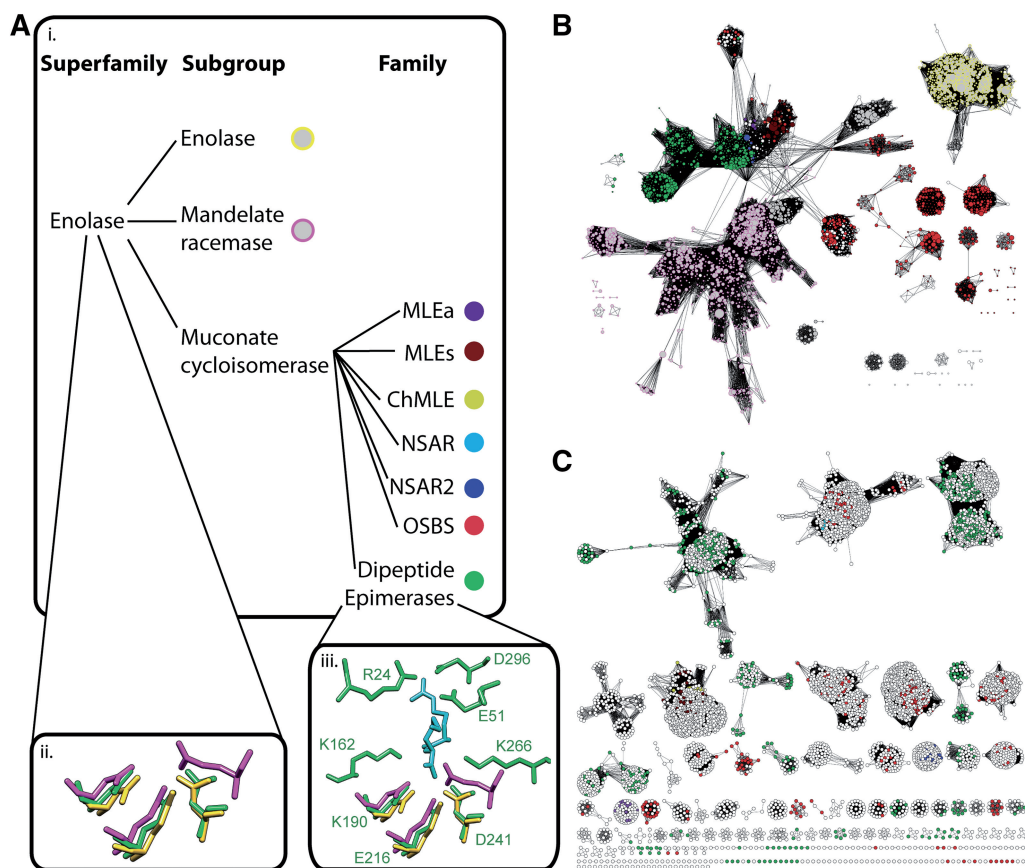 A
i.
Superfamily Subgroup Family
Enolase
Enolase
Mandelate
racemase
Muconate
cycloisomerase
MLEa
MLEs
ChMLE
NSAR
NSAR2
OSBS
Dipeptide
Epimerases
ii.
iii.
R24
D296
E51
K162
K266
K190
D241
E216
B
C